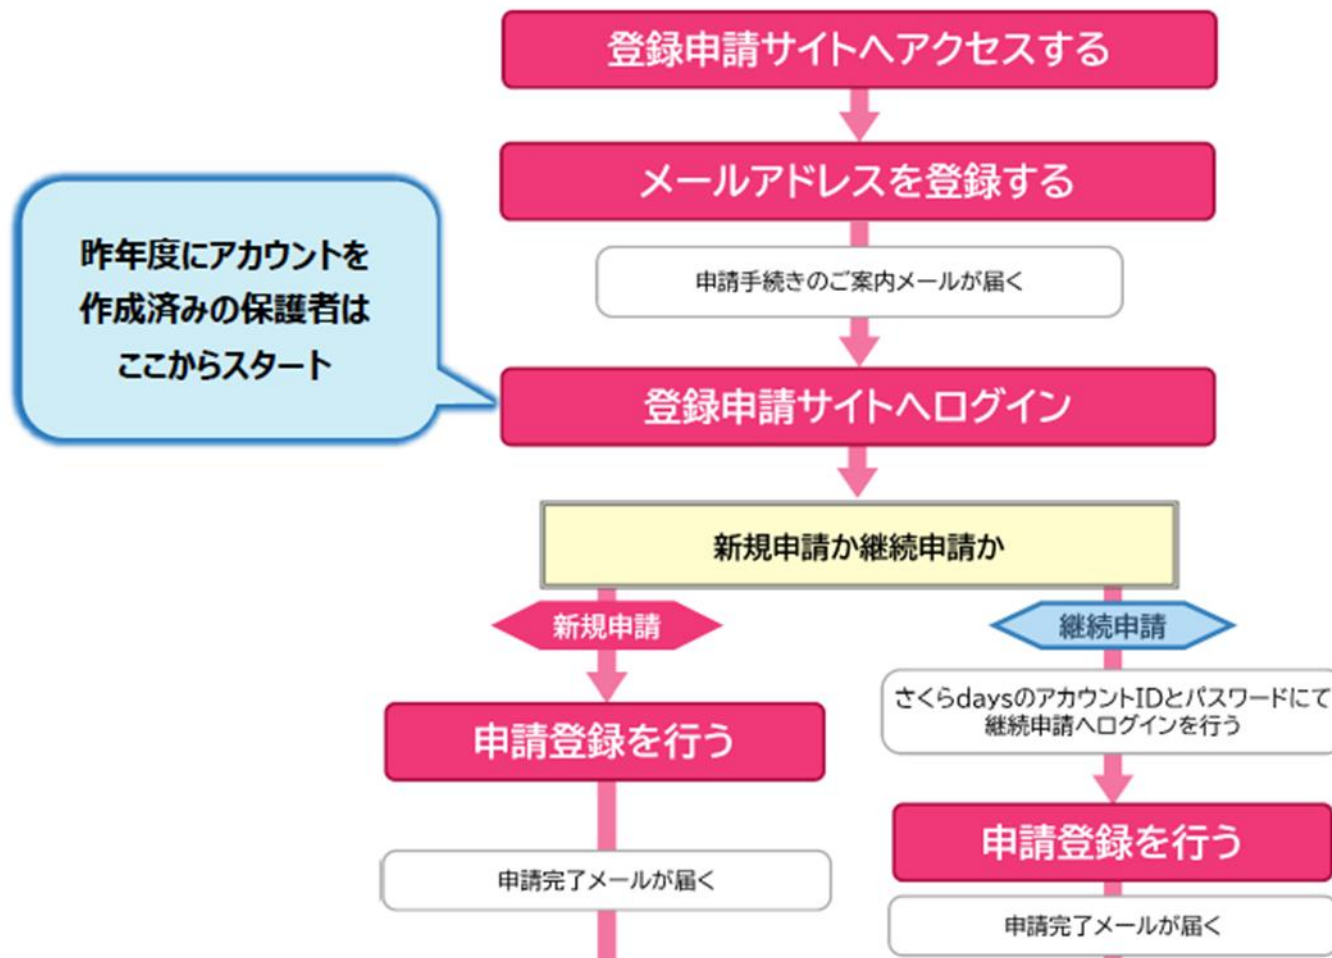 登録申請サイトへアクセスする
メールアドレスを登録する
昨年度にアカウントを
作成済みの保護者は
ここからスタート
申請手続きのご案内メールが届く
登録申請サイトへログイン
新規申請か継続申請か
新規申請
継続申請
さくらdaysのアカウントIDとパスワードにて
継続申請へログインを行う
申請登録を行う
申請登録を行う
申請完了メールが届く
申請完了メールが届く